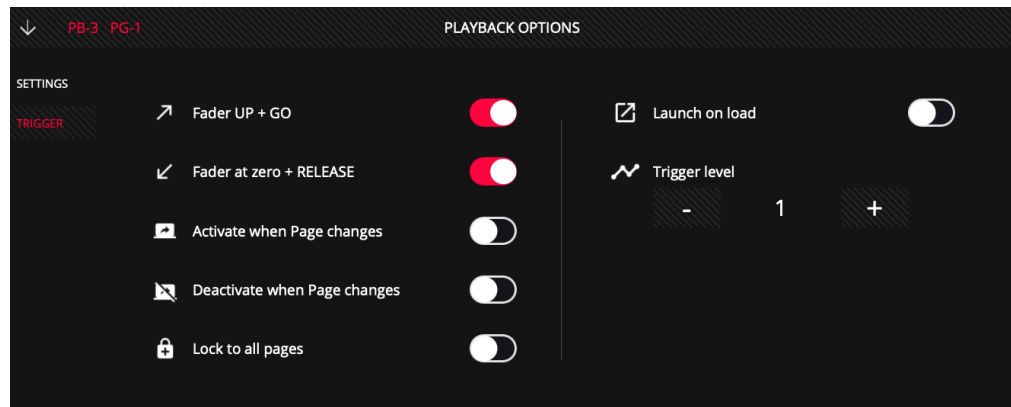 PB-3 PG-1 PLAYBACK OPTIONS
SETTINGS
TRIGGER
Fader UP + GO
Fader at zero + RELEASE
Activate when Page changes
Deactivate when Page changes
Lock to all pages
Launch on load
Trigger level
- 1 +